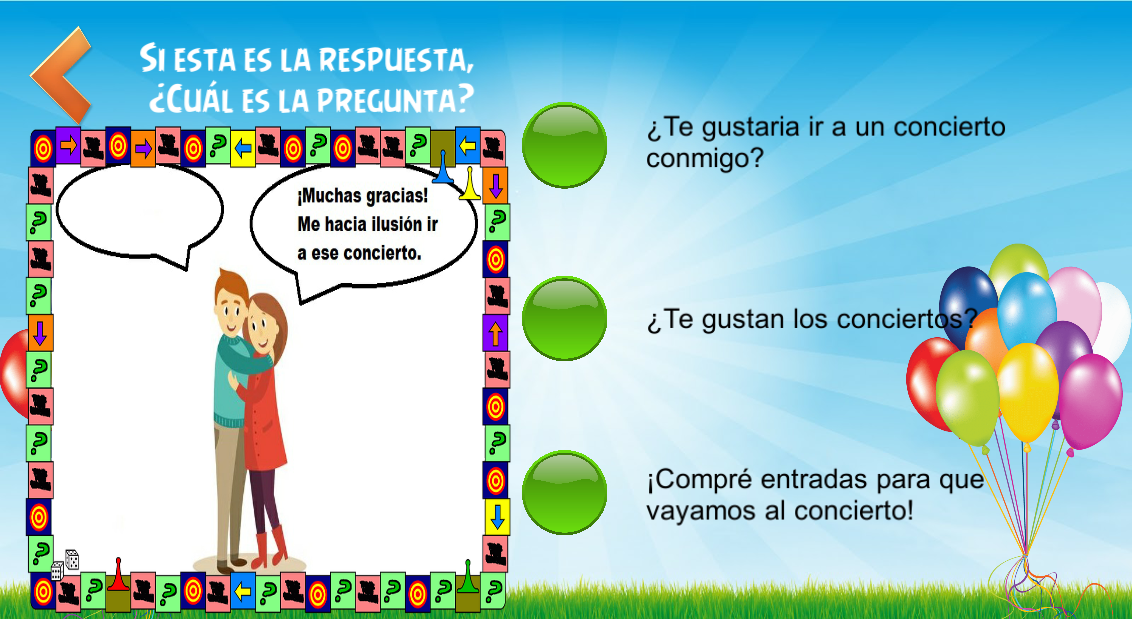 SI ESTA ES LA RESPUESTA,
¿CUÁL ES LA PREGUNTA?
¡Muchas gracias!
Me hacia ilusión ir
a ese concierto.
¿Te gustaria ir a un concierto
conmigo?
¿Te gustan los conciertos?
¡Compré entradas para que
vayamos al concierto!